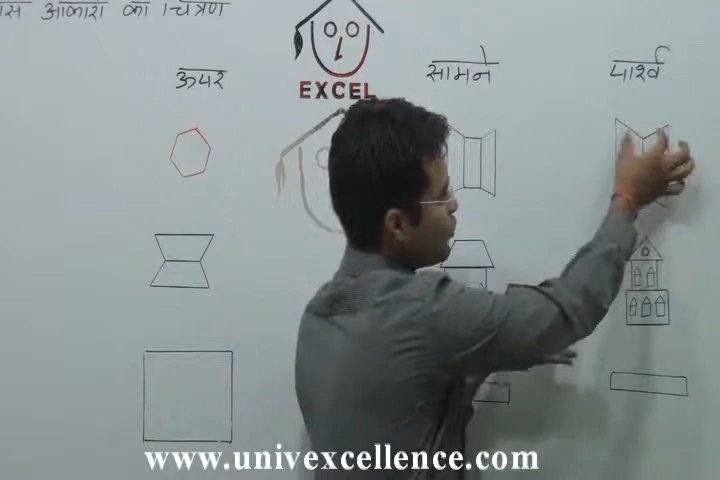 आकारों का चित्रण
EXCEL
ऊपर
सामने
पार्श्व
www.univexcellence.com